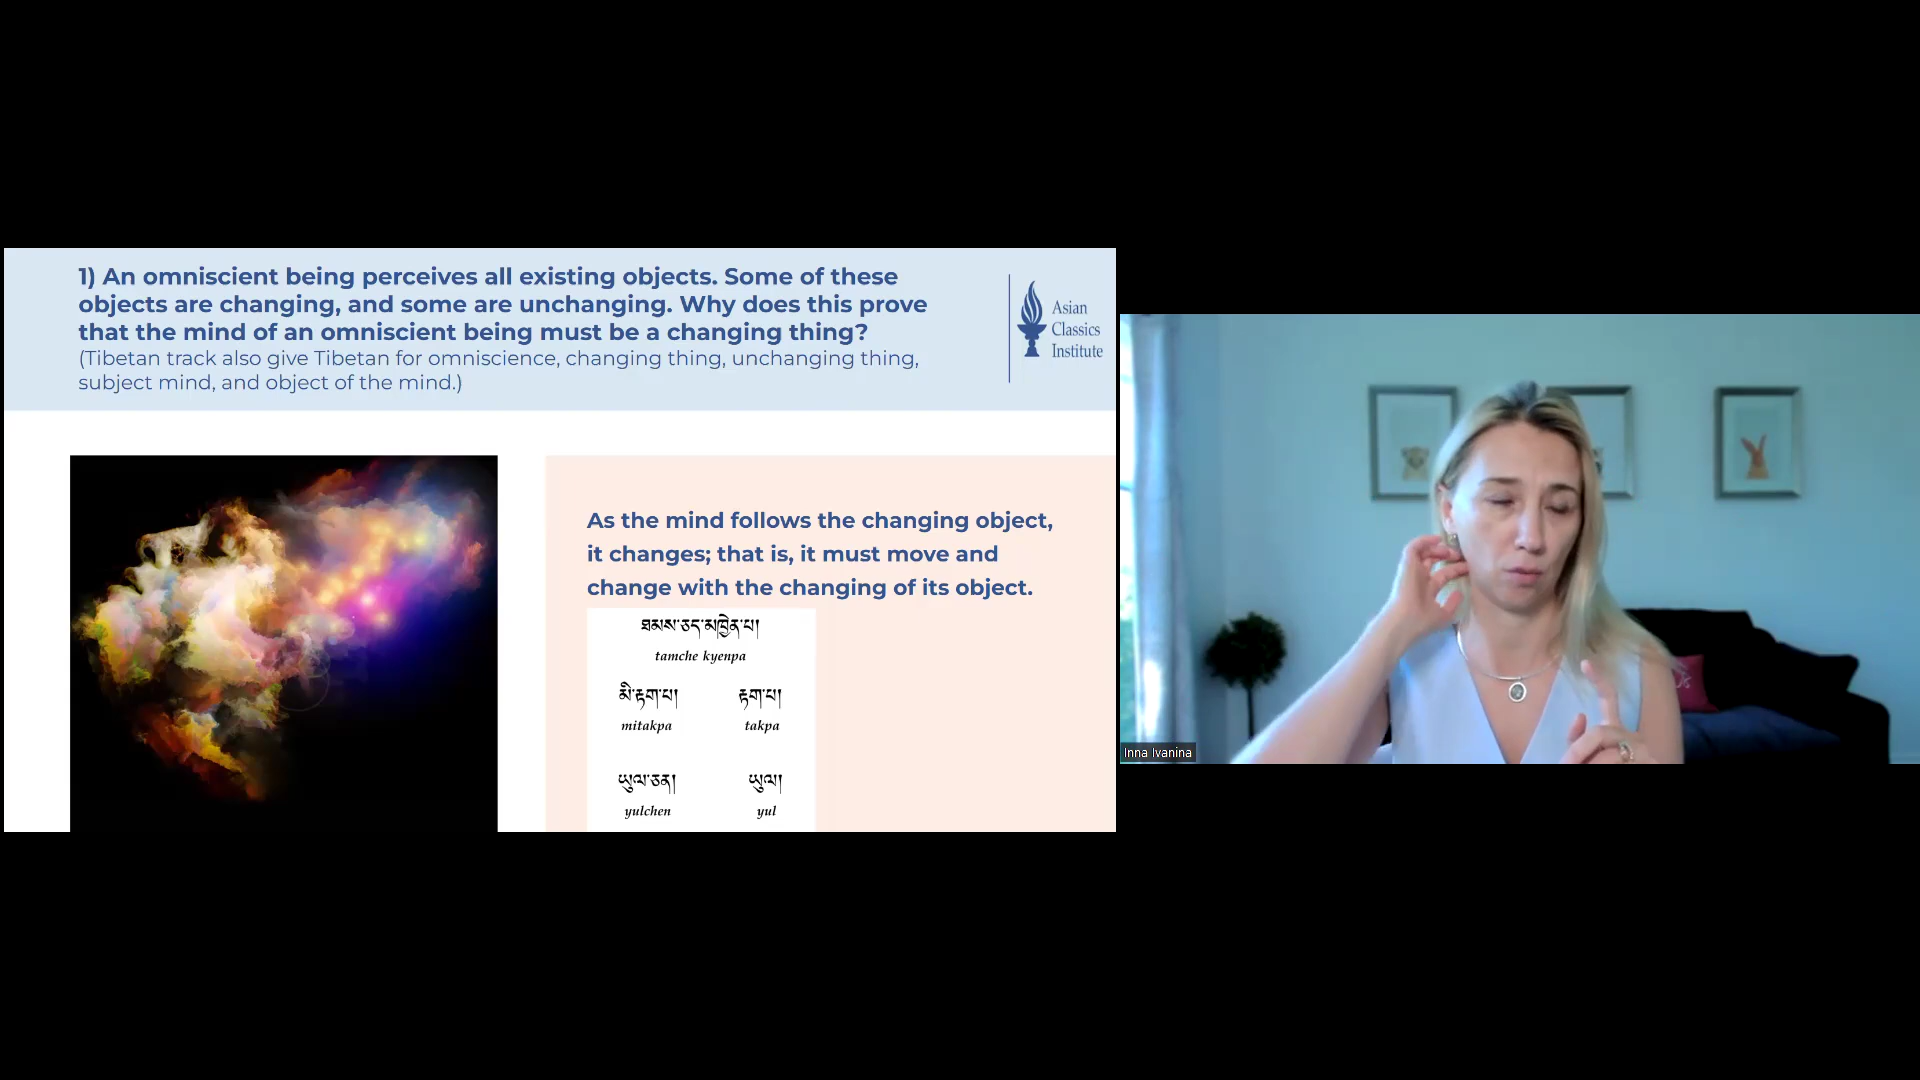 1) An omniscient being perceives all existing objects. Some of these
objects are changing, and some are unchanging. Why does this prove
that the mind of an omniscient being must be a changing thing?
(Tibetan track also give Tibetan for omniscience, changing thing, unchanging thing,
subject mind, and object of the mind.)
Asian
Classics
Institute
As the mind follows the changing object,
it changes; that is, it must move and
change with the changing of its object.
ཐམས་ཅད་མཁྱེན་པ།
tamche kyenpa
མི་རྟག་པ། རྟག་པ།
mitakpa takpa
ཡུལ་ཅན། ཡུལ།
yulchen yul
Inna Ivanina